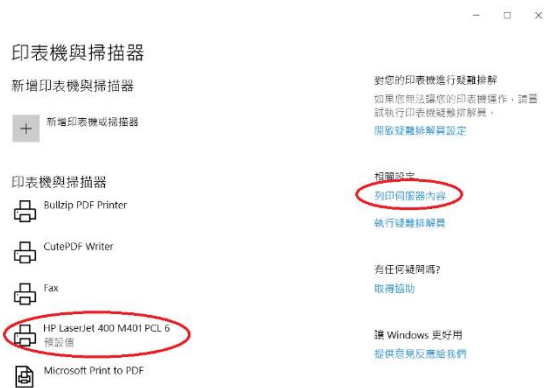 印表機與掃描器
新增印表機與掃描器
新增印表機或掃描器
印表機與掃描器
Bullzip PDF Printer
CutePDF Writer
Fax
HP LaserJet 400 M401 PCL 6
預設值
Microsoft Print to PDF
對您的印表機進行疑難排解
如果您無法讓您的印表機運作，請嘗
試執行印表機疑難排解員。
開啟疑難排解員設定
相關設定
列印伺服器內容
執行疑難排解員
有任何疑問嗎?
取得協助
讓 Windows 更好用
提供意見反應給我們